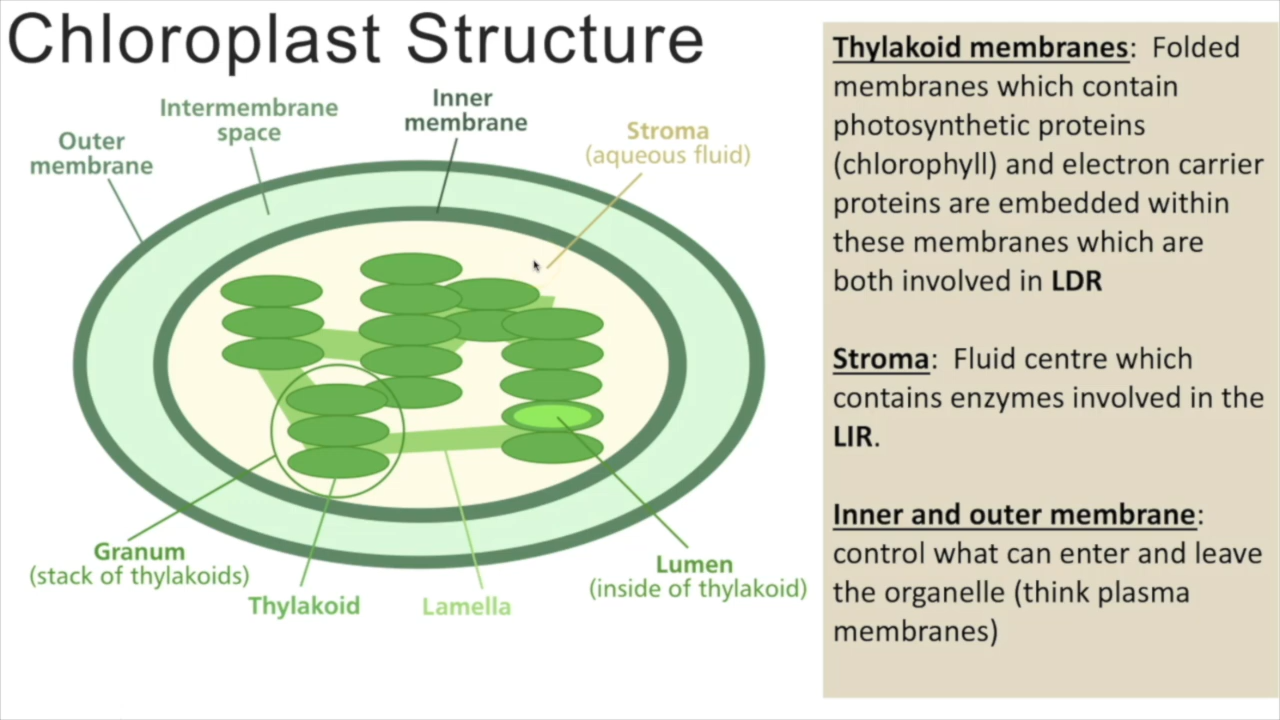 Chloroplast Structure
Outer
membrane
Intermembrane
space
Inner
membrane
Stroma
(aqueous fluid)
Granum
(stack of thylakoids)
Thylakoid
Lamella
Lumen
(inside of thylakoid)
Thylakoid membranes: Folded
membranes which contain
photosynthetic proteins
(chlorophyll) and electron carrier
proteins are embedded within
these membranes which are
both involved in LDR
Stroma: Fluid centre which
contains enzymes involved in the
LIR.
Inner and outer membrane:
control what can enter and leave
the organelle (think plasma
membranes)